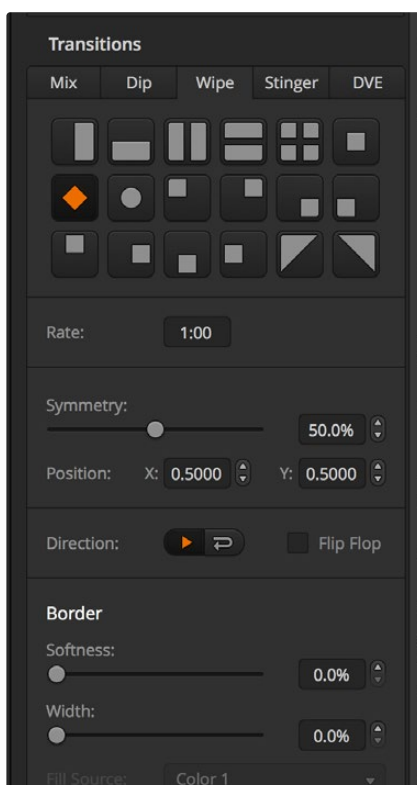 Transitions
Mix Dip Wipe Stinger DVE
Rate: 1:00
Symmetry:
50.0%
Position: X: 0.5000 Y: 0.5000
Direction: Flip Flop
Border
Softness:
0.0%
Width:
0.0%
Fill Source: Color 1